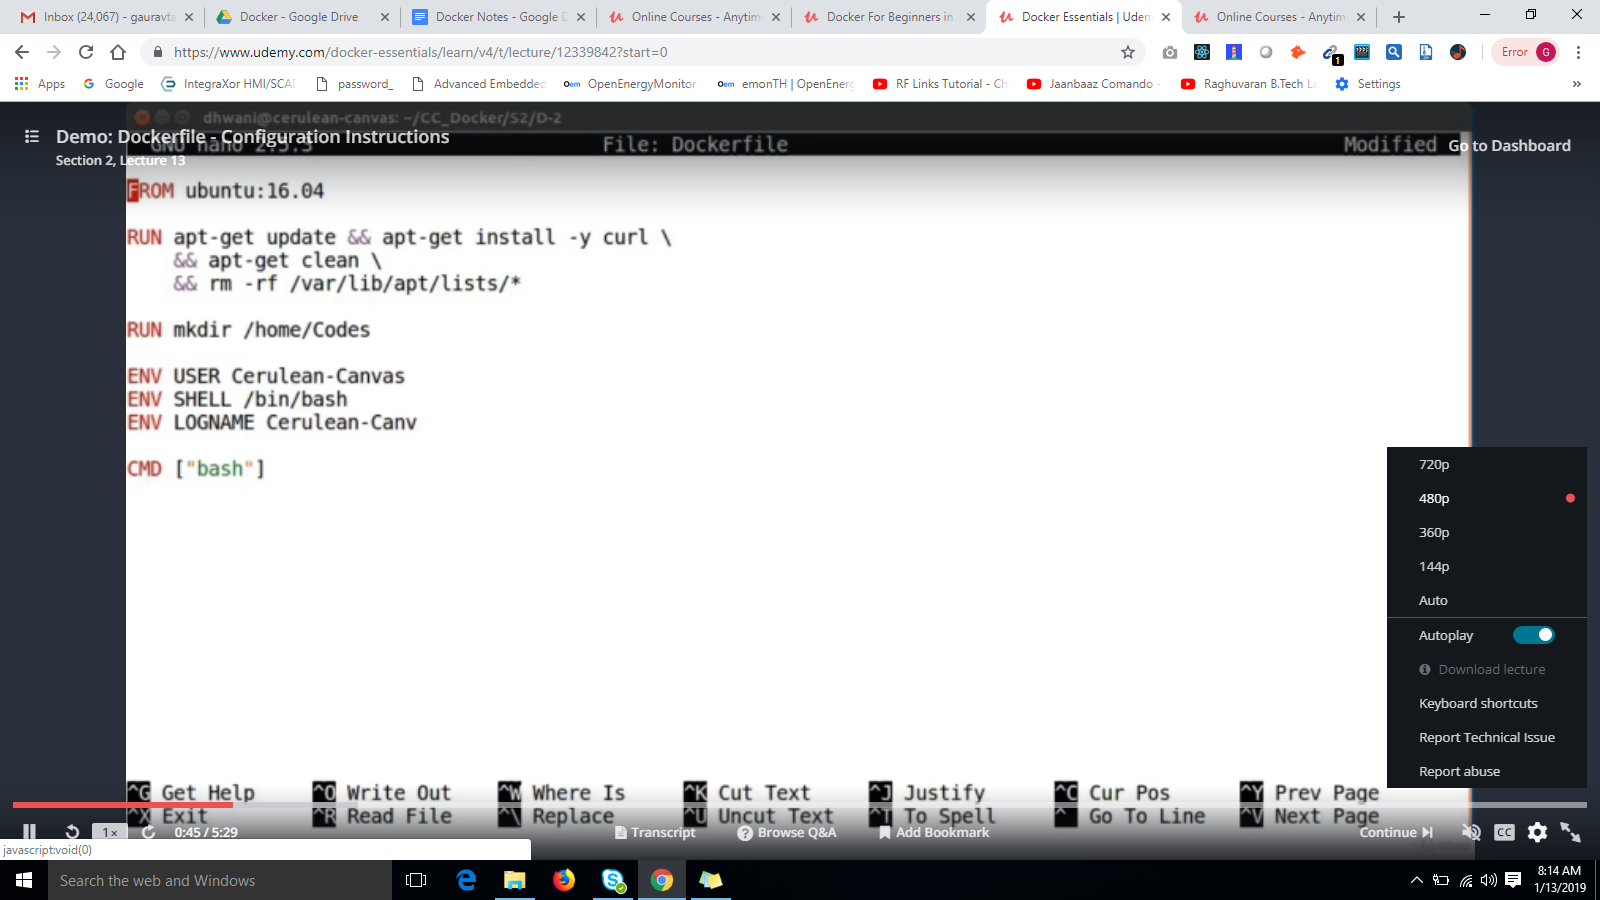 Inbox (24,067) - gauravta
Docker - Google Drive
Docker Notes - Google D
Online Courses - Anytim
Docker For Beginners in
Docker Essentials | Udem
Online Courses - Anytim
https://www.udemy.com/docker-essentials/learn/v4/t/lecture/12339842?start=0
1
Error G
Apps
Google
IntegraXor HMI/SCAD
password_
Advanced Embedded
OpenEnergyMonitor
emonTH | OpenEnerg
RF Links Tutorial - Ch
Jaanbaaz Comando -
Raghuvaran B.Tech La
Settings
»
dhwani@cerulean-canvas: ~/CC_Docker/S2/D-2
Demo: Dockerfile - Configuration Instructions
Section 2, Lecture 13
GNU nano 2.5.3 File: Dockerfile Modified
Go to Dashboard
FROM ubuntu:16.04
RUN apt-get update && apt-get install -y curl \
&& apt-get clean \
&& rm -rf /var/lib/apt/lists/*
RUN mkdir /home/Codes
ENV USER Cerulean-Canvas
ENV SHELL /bin/bash
ENV LOGNAME Cerulean-Canv
CMD ["bash"]
720p
480p
360p
144p
Auto
Autoplay
Download lecture
Keyboard shortcuts
Report Technical Issue
Report abuse
^G Get Help ^O Write Out ^W Where Is ^K Cut Text ^J Justify ^C Cur Pos ^Y Prev Page
^X Exit ^R Read File ^\ Replace ^U Uncut Text ^T To Spell ^_ Go To Line ^V Next Page
1× 0:45 / 5:29 Transcript Browse Q&A Add Bookmark Continue CC
javascript:void(0)
Search the web and Windows
8:14 AM
1/13/2019